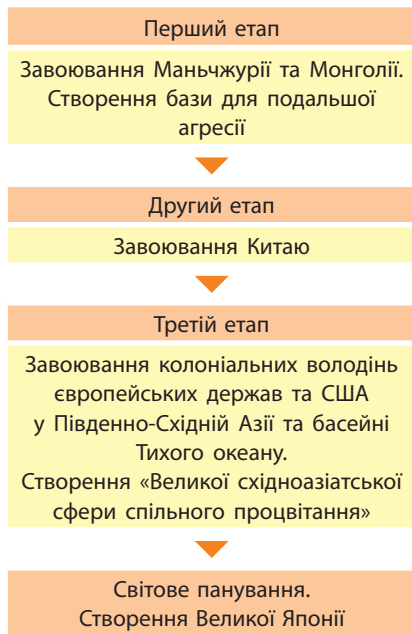 Перший етап
Завоювання Маньчжурії та Монголії.
Створення бази для подальшої
агресії
Другий етап
Завоювання Китаю
Третій етап
Завоювання колоніальних володінь
європейських держав та США
у Південно-Східній Азії та басейні
Тихого океану.
Створення «Великої східноазіатської
сфери спільного процвітання»
Світове панування.
Створення Великої Японії